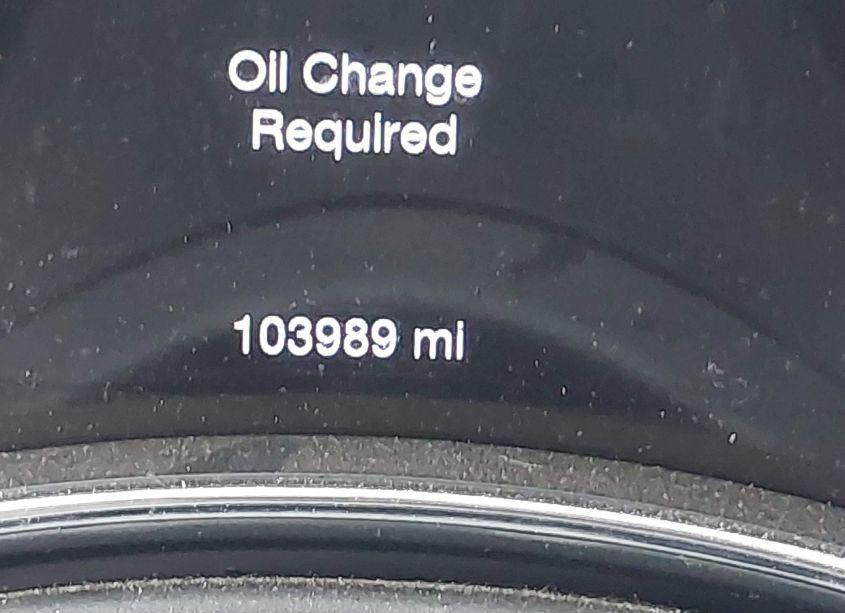 Oil Change
Required
103989 mi